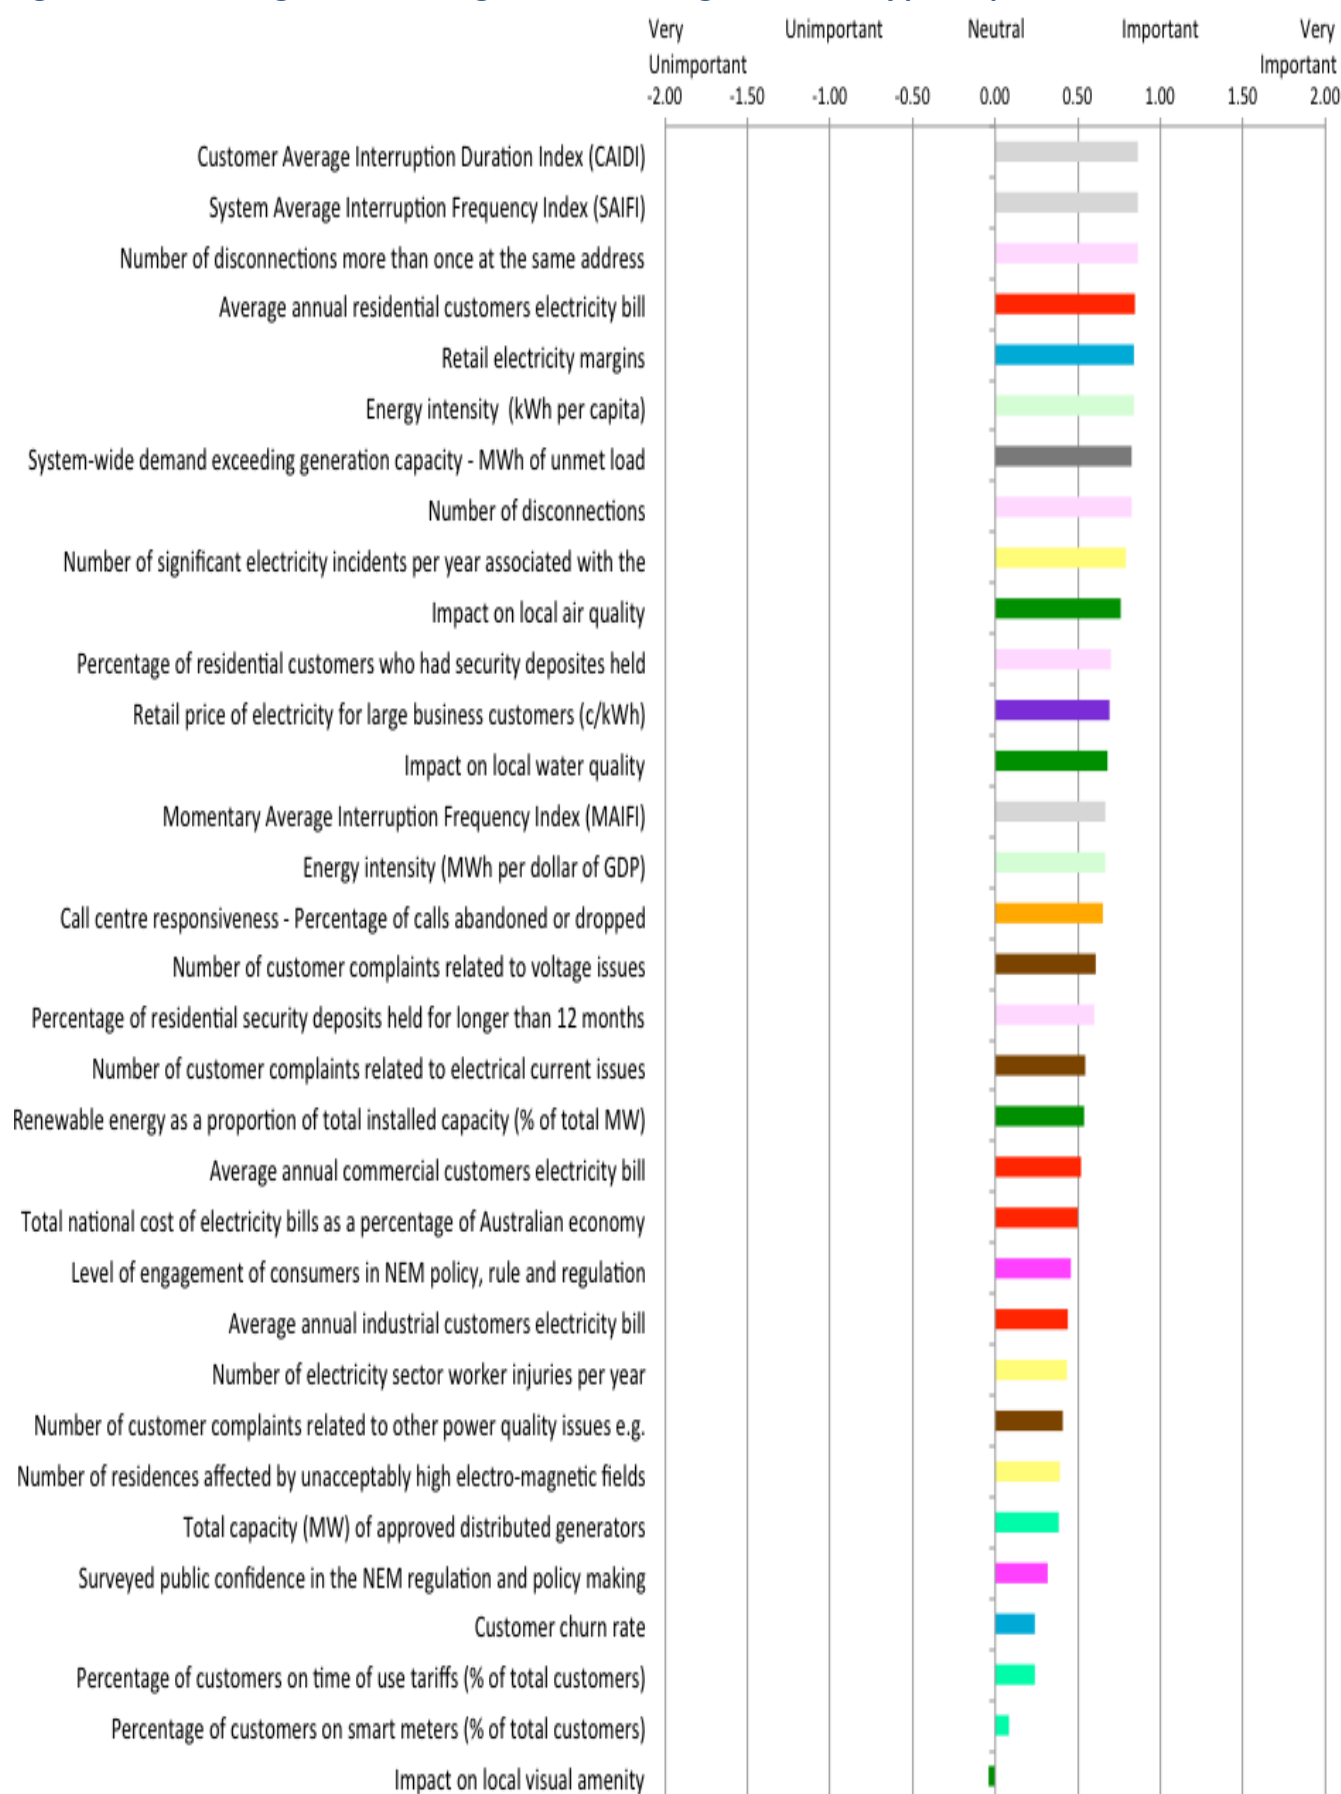 Very Unimportant Neutral Important Very
Unimportant Important
-2.00 -1.50 -1.00 -0.50 0.00 0.50 1.00 1.50 2.00
Customer Average Interruption Duration Index (CAIDI)
System Average Interruption Frequency Index (SAIFI)
Number of disconnections more than once at the same address
Average annual residential customers electricity bill
Retail electricity margins
Energy intensity (kWh per capita)
System-wide demand exceeding generation capacity - MWh of unmet load
Number of disconnections
Number of significant electricity incidents per year associated with the
Impact on local air quality
Percentage of residential customers who had security deposites held
Retail price of electricity for large business customers (c/kWh)
Impact on local water quality
Momentary Average Interruption Frequency Index (MAIFI)
Energy intensity (MWh per dollar of GDP)
Call centre responsiveness - Percentage of calls abandoned or dropped
Number of customer complaints related to voltage issues
Percentage of residential security deposits held for longer than 12 months
Number of customer complaints related to electrical current issues
Renewable energy as a proportion of total installed capacity (% of total MW)
Average annual commercial customers electricity bill
Total national cost of electricity bills as a percentage of Australian economy
Level of engagement of consumers in NEM policy, rule and regulation
Average annual industrial customers electricity bill
Number of electricity sector worker injuries per year
Number of customer complaints related to other power quality issues e.g.
Number of residences affected by unacceptably high electro-magnetic fields
Total capacity (MW) of approved distributed generators
Surveyed public confidence in the NEM regulation and policy making
Customer churn rate
Percentage of customers on time of use tariffs (% of total customers)
Percentage of customers on smart meters (% of total customers)
Impact on local visual amenity